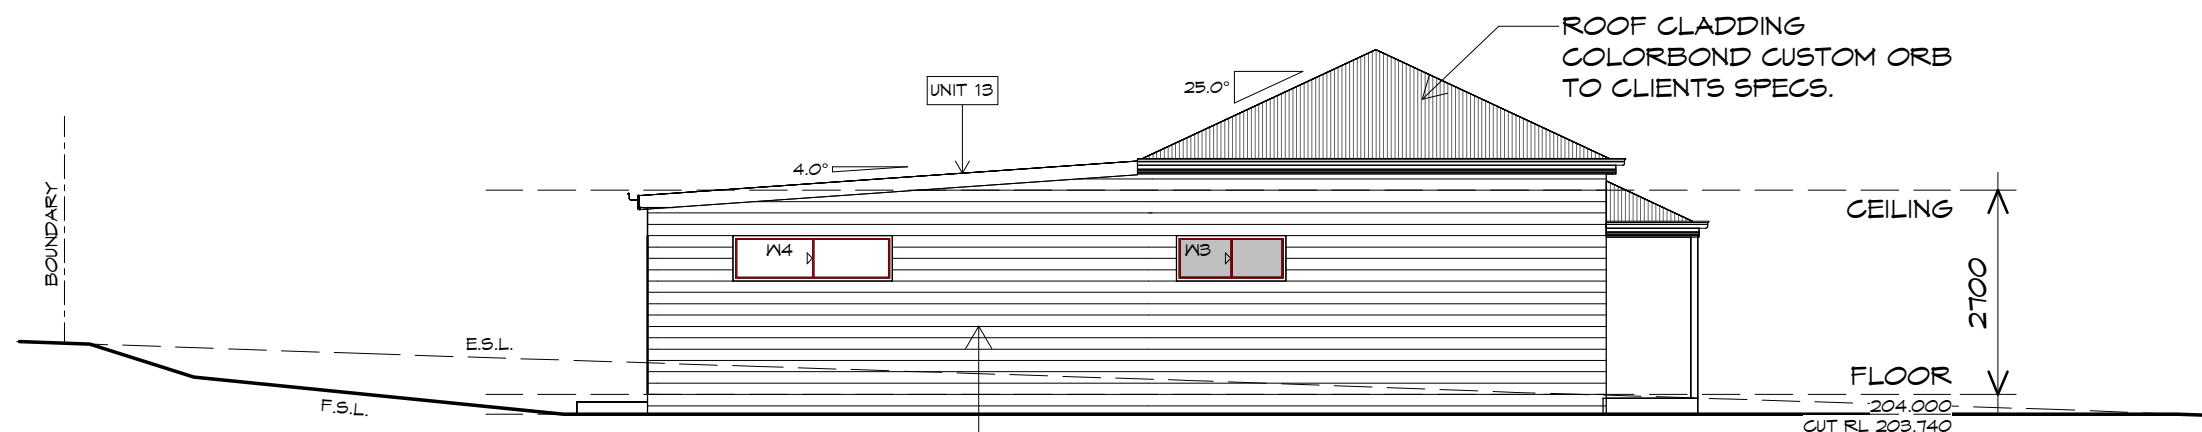 ROOF CLADDING
COLORBOND CUSTOM ORB
TO CLIENTS SPECS.
UNIT 13
25.0°
4.0°
BOUNDARY
CEILING
W4
W3
2700
E.S.L.
FLOOR
F.S.L.
204.000
CUT RL 203.740